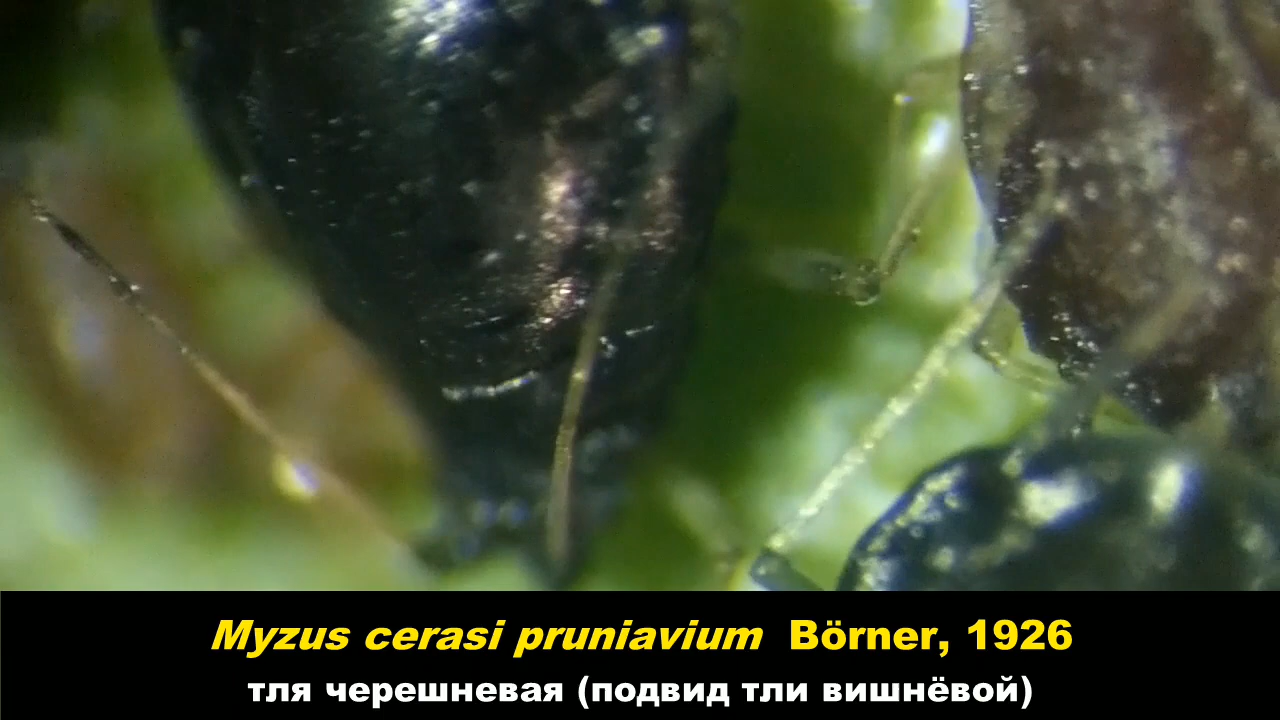 Myzus cerasi pruniavium Börner, 1926
тля черешневая (подвид тли вишнёвой)